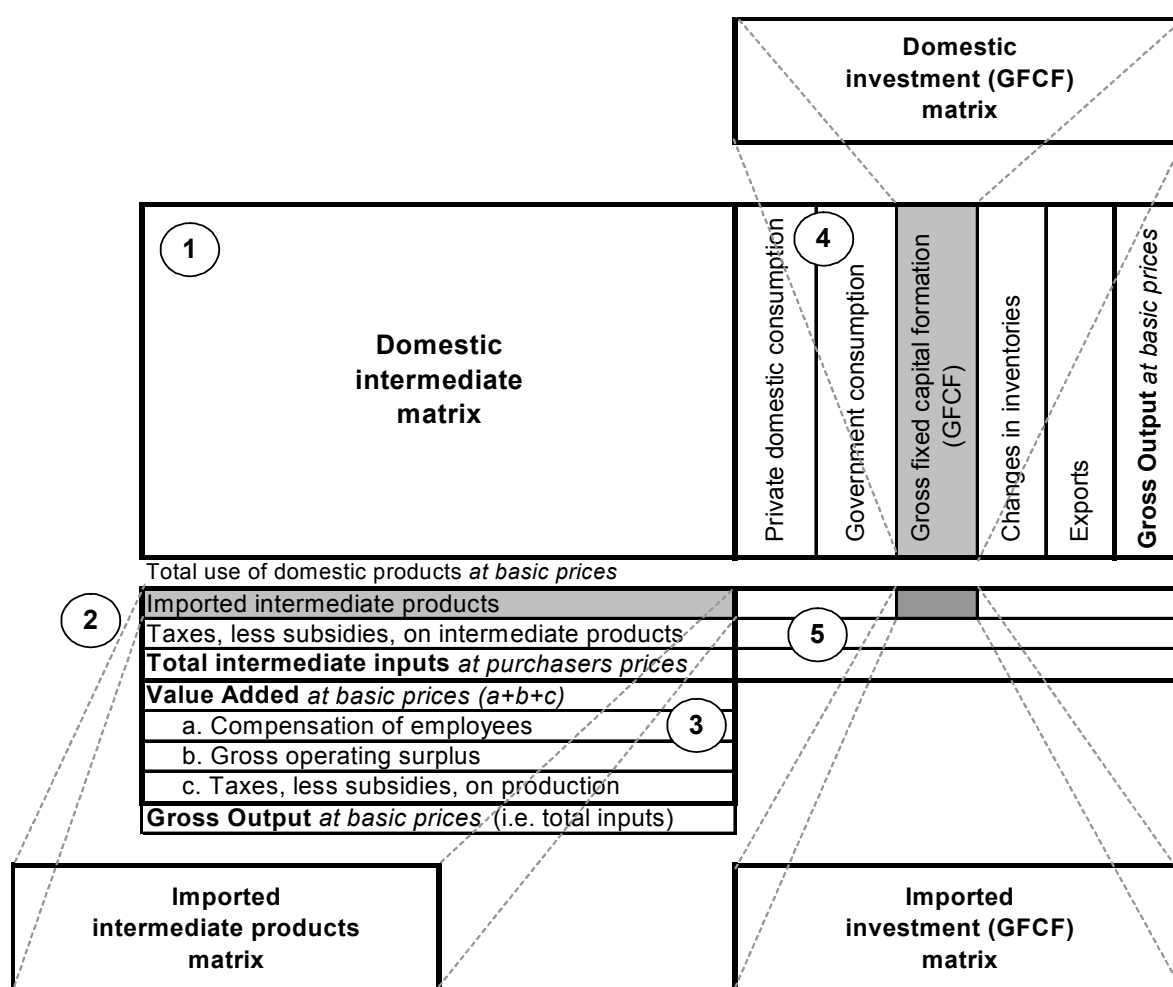 Domestic
investment (GFCF)
matrix
1
Domestic
intermediate
matrix
4
Private domestic consumption
Government consumption
Gross fixed capital formation
(GFCF)
Changes in inventories
Exports
Gross Output at basic prices
Total use of domestic products at basic prices
2
Imported intermediate products
Taxes, less subsidies, on intermediate products
5
Total intermediate inputs at purchasers prices
Value Added at basic prices (a+b+c)
3
a. Compensation of employees
b. Gross operating surplus
c. Taxes, less subsidies, on production
Gross Output at basic prices (i.e. total inputs)
Imported
intermediate products
matrix
Imported
investment (GFCF)
matrix